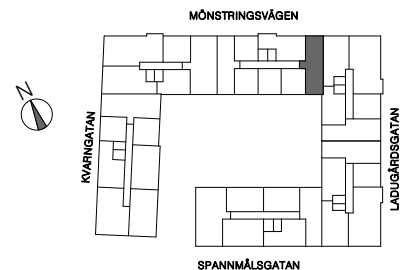 MÖNSTRINGSVÄGEN
N
KVARNGATAN
LADUGÅRDSGATAN
SPANNMÅLSGATAN